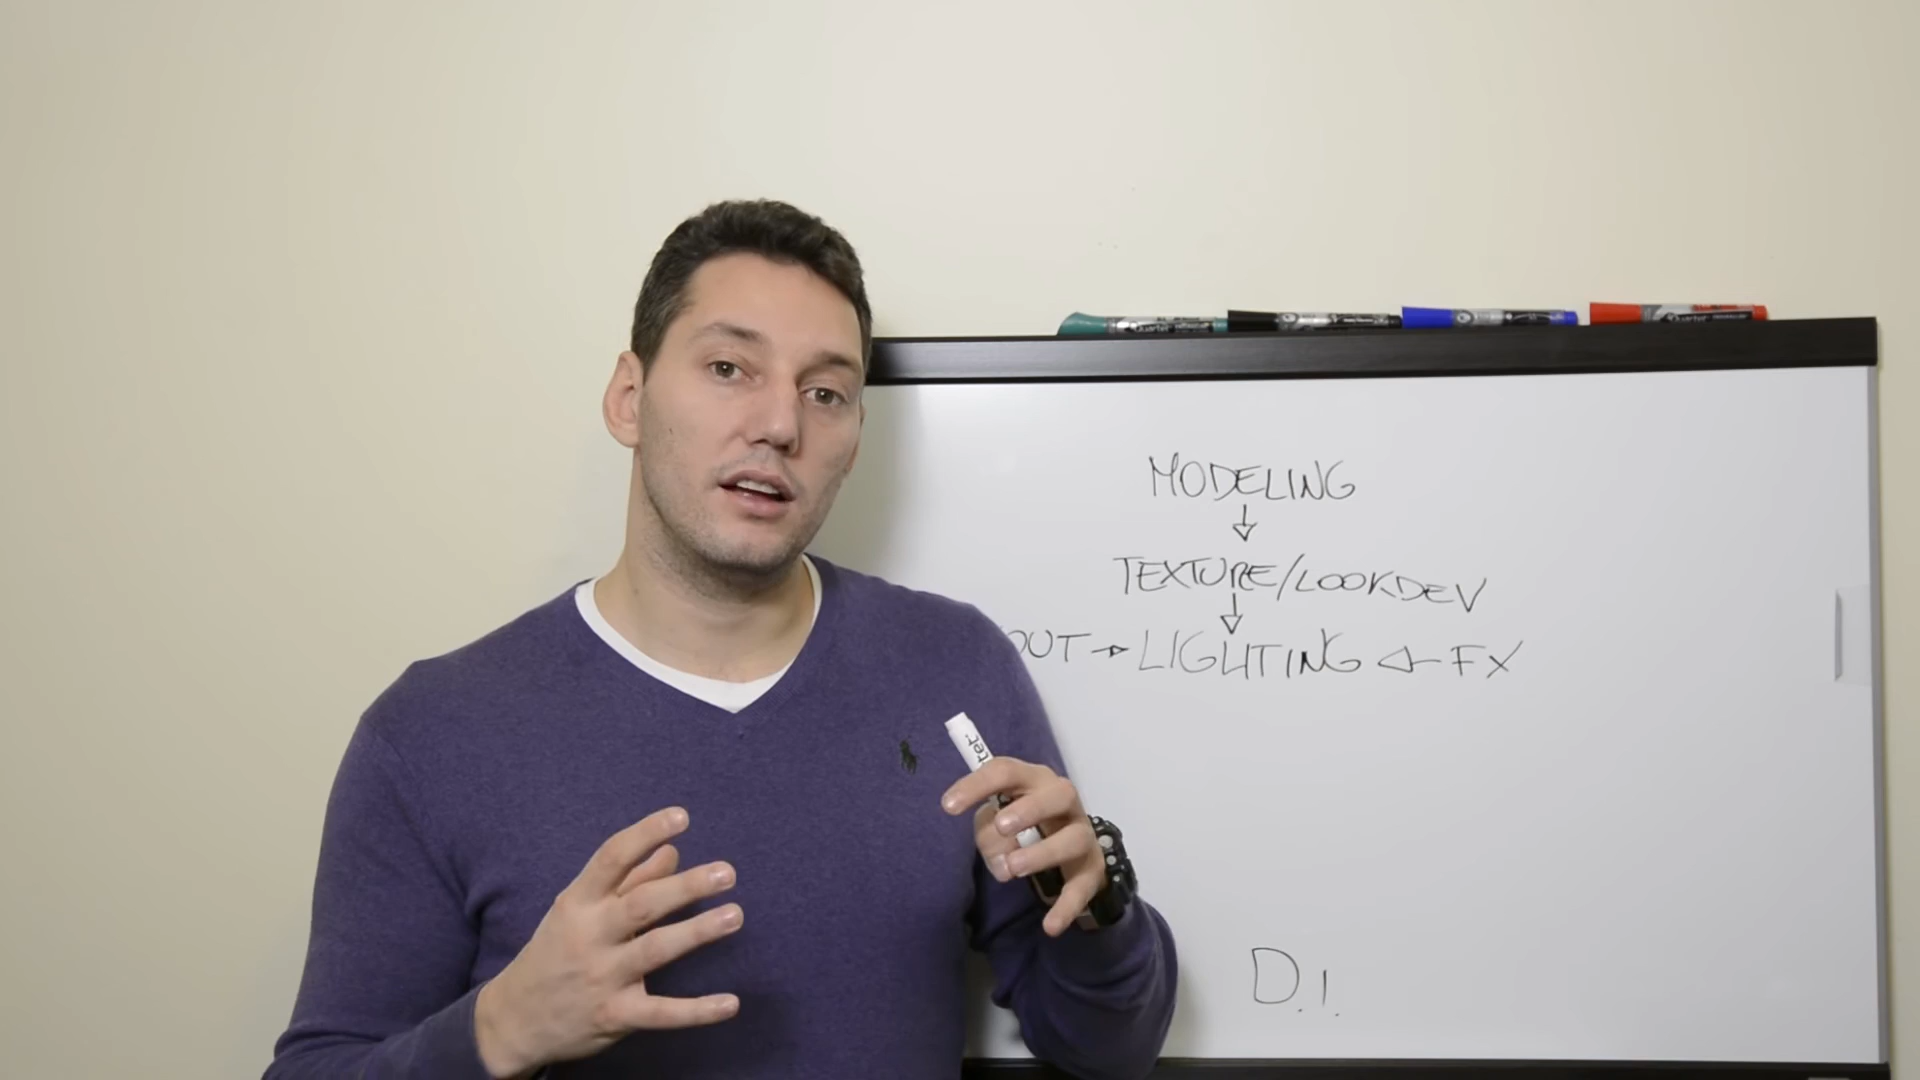 MODELING
TEXTURE/LOOKDEV
OUT → LIGHTING ← FX
D.I.